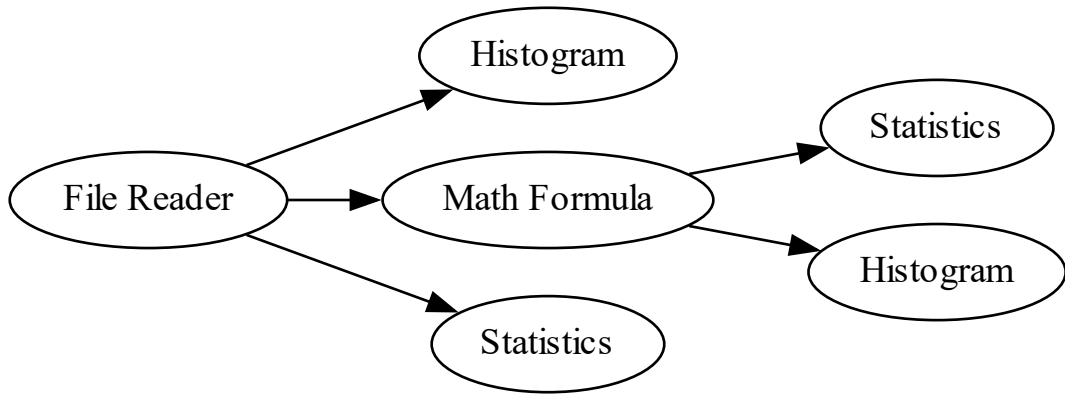 Histogram
Statistics
File Reader
Math Formula
Histogram
Statistics